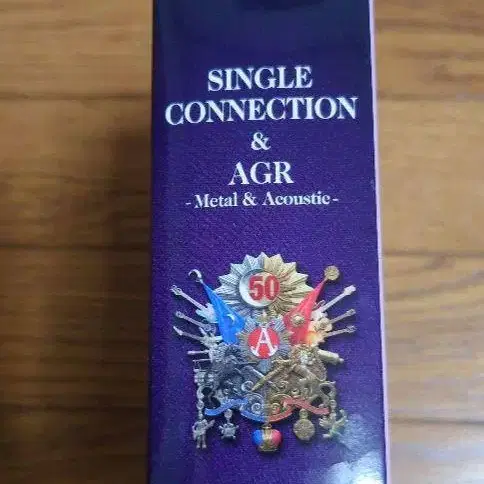 SINGLE
CONNECTION
&
AGR
- Metal & Acoustic -
50
A